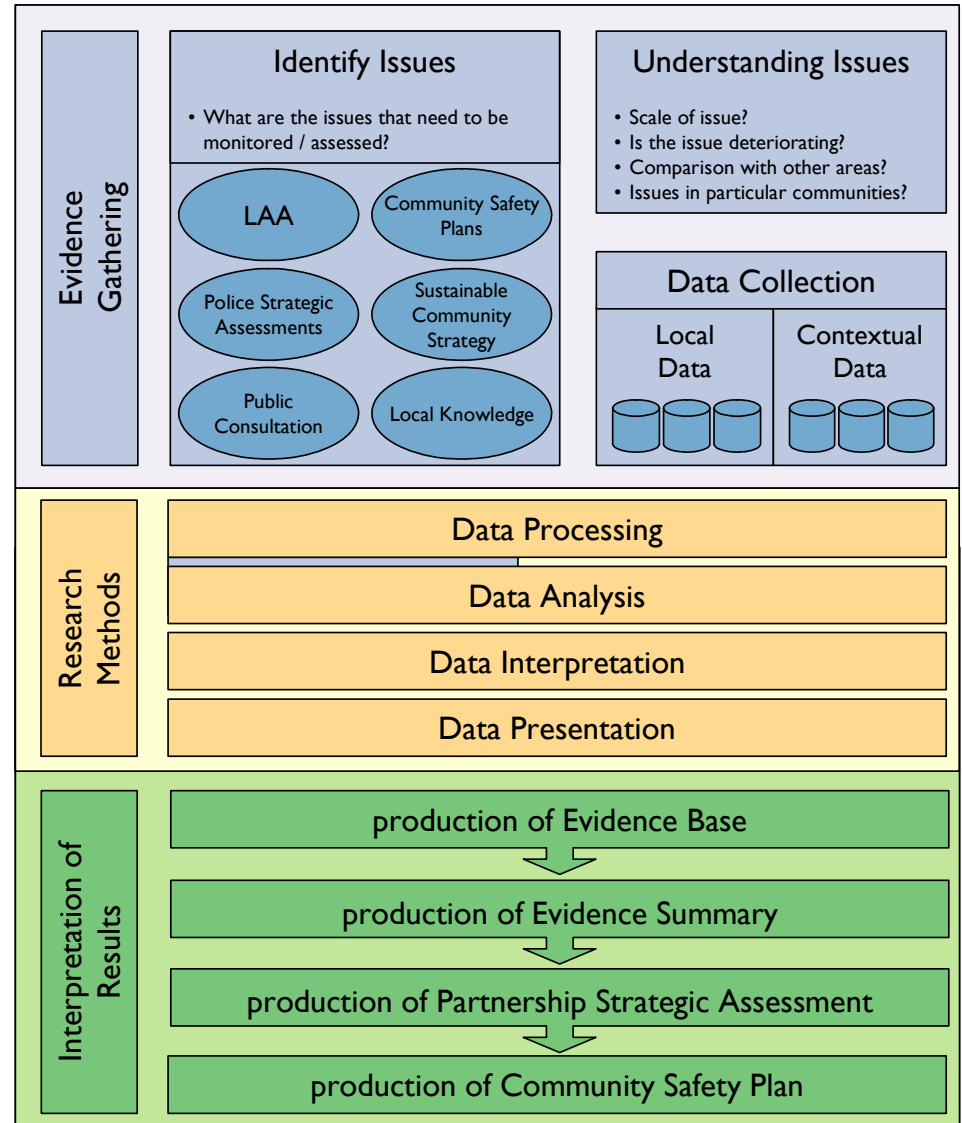 Evidence
Gathering
Identify Issues
• What are the issues that need to be
monitored / assessed?
LAA
Community Safety
Plans
Police Strategic
Assessments
Sustainable
Community
Strategy
Public
Consultation
Local Knowledge
Understanding Issues
• Scale of issue?
• Is the issue deteriorating?
• Comparison with other areas?
• Issues in particular communities?
Data Collection
Local
Data
Contextual
Data
Research
Methods
Data Processing
Data Analysis
Data Interpretation
Data Presentation
Interpretation of
Results
production of Evidence Base
production of Evidence Summary
production of Partnership Strategic Assessment
production of Community Safety Plan